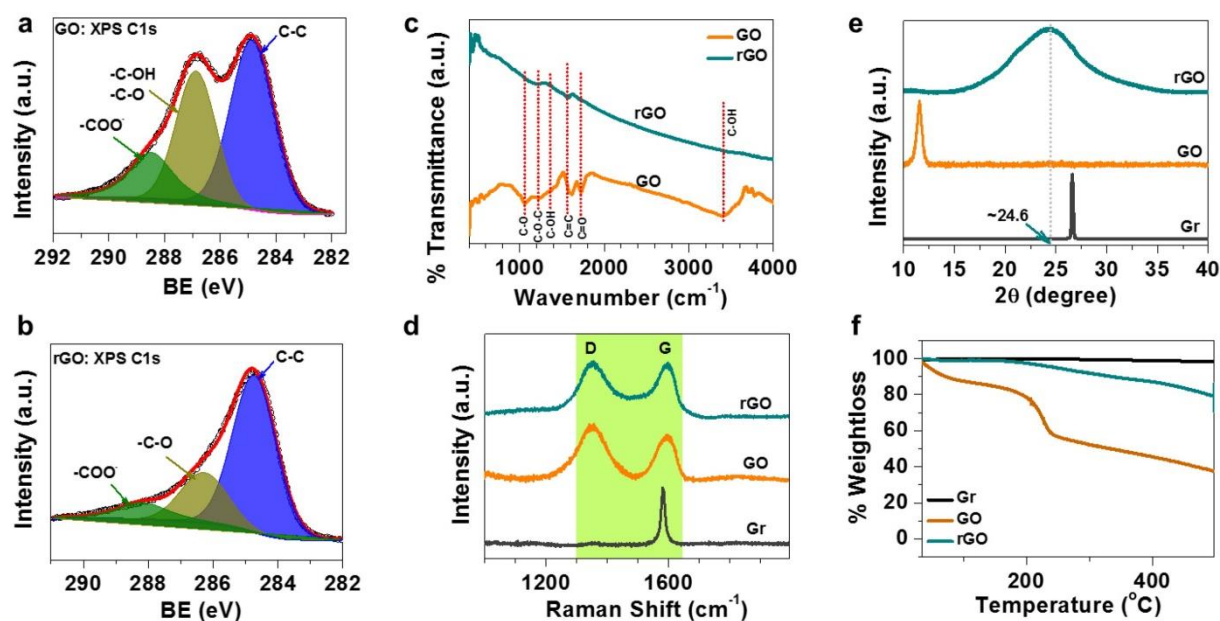 a
GO: XPS C1s
C-C
-C-OH
-C-O
-COO-
Intensity (a.u.)
292 290 288 286 284 282
BE (eV)
b
rGO: XPS C1s
C-C
-C-O
-COO-
Intensity (a.u.)
290 288 286 284 282
BE (eV)
c
GO
rGO
rGO
GO
C-OH
C-O
C-O-C
C-OH
C=C
C=O
% Transmittance (a.u.)
1000 2000 3000 4000
Wavenumber (cm⁻¹)
d
D G
rGO
GO
Gr
Intensity (a.u.)
1200 1600
Raman Shift (cm⁻¹)
e
rGO
GO
~24.6
Gr
Intensity (a.u.)
10 15 20 25 30 35 40
2θ (degree)
f
100
80
60
40
20
0
Gr
GO
rGO
% Weightloss
200 400
Temperature (°C)